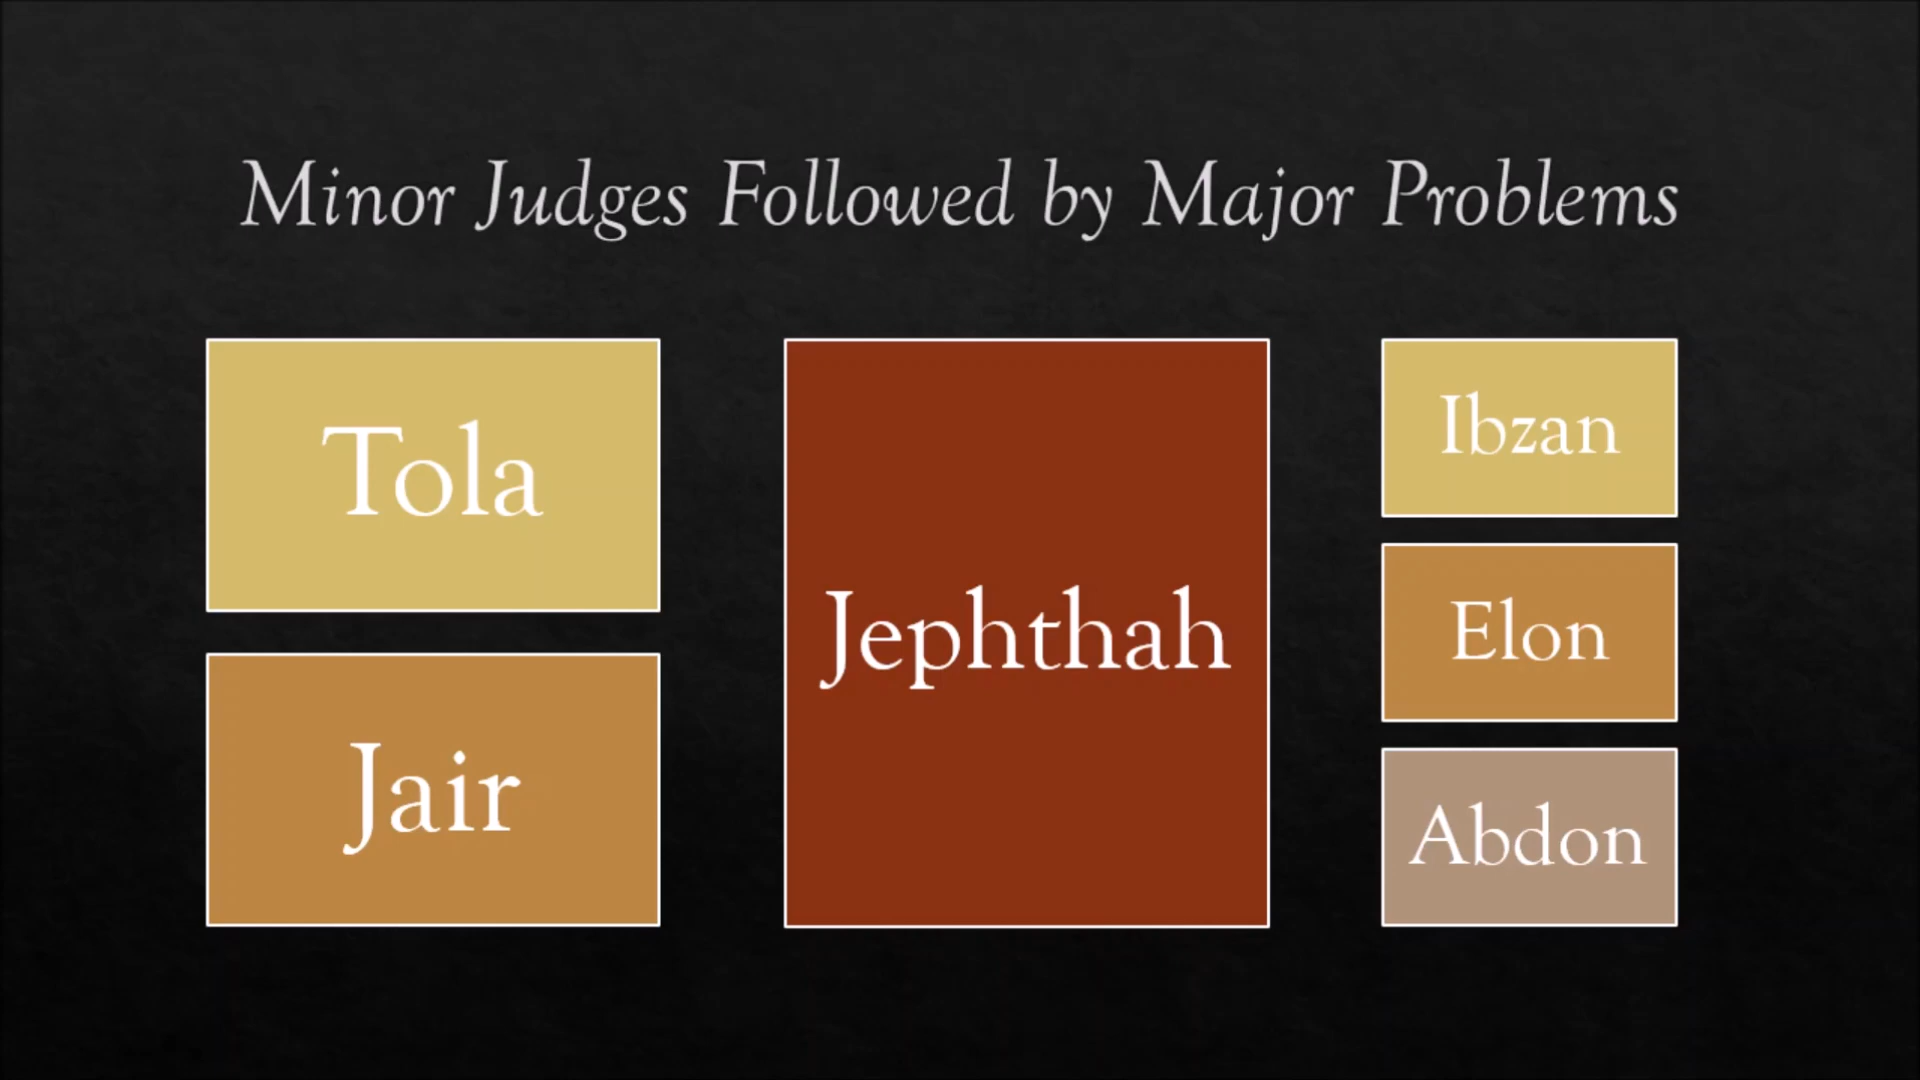 Minor Judges Followed by Major Problems
Tola
Jair
Jephthah
Ibzan
Elon
Abdon